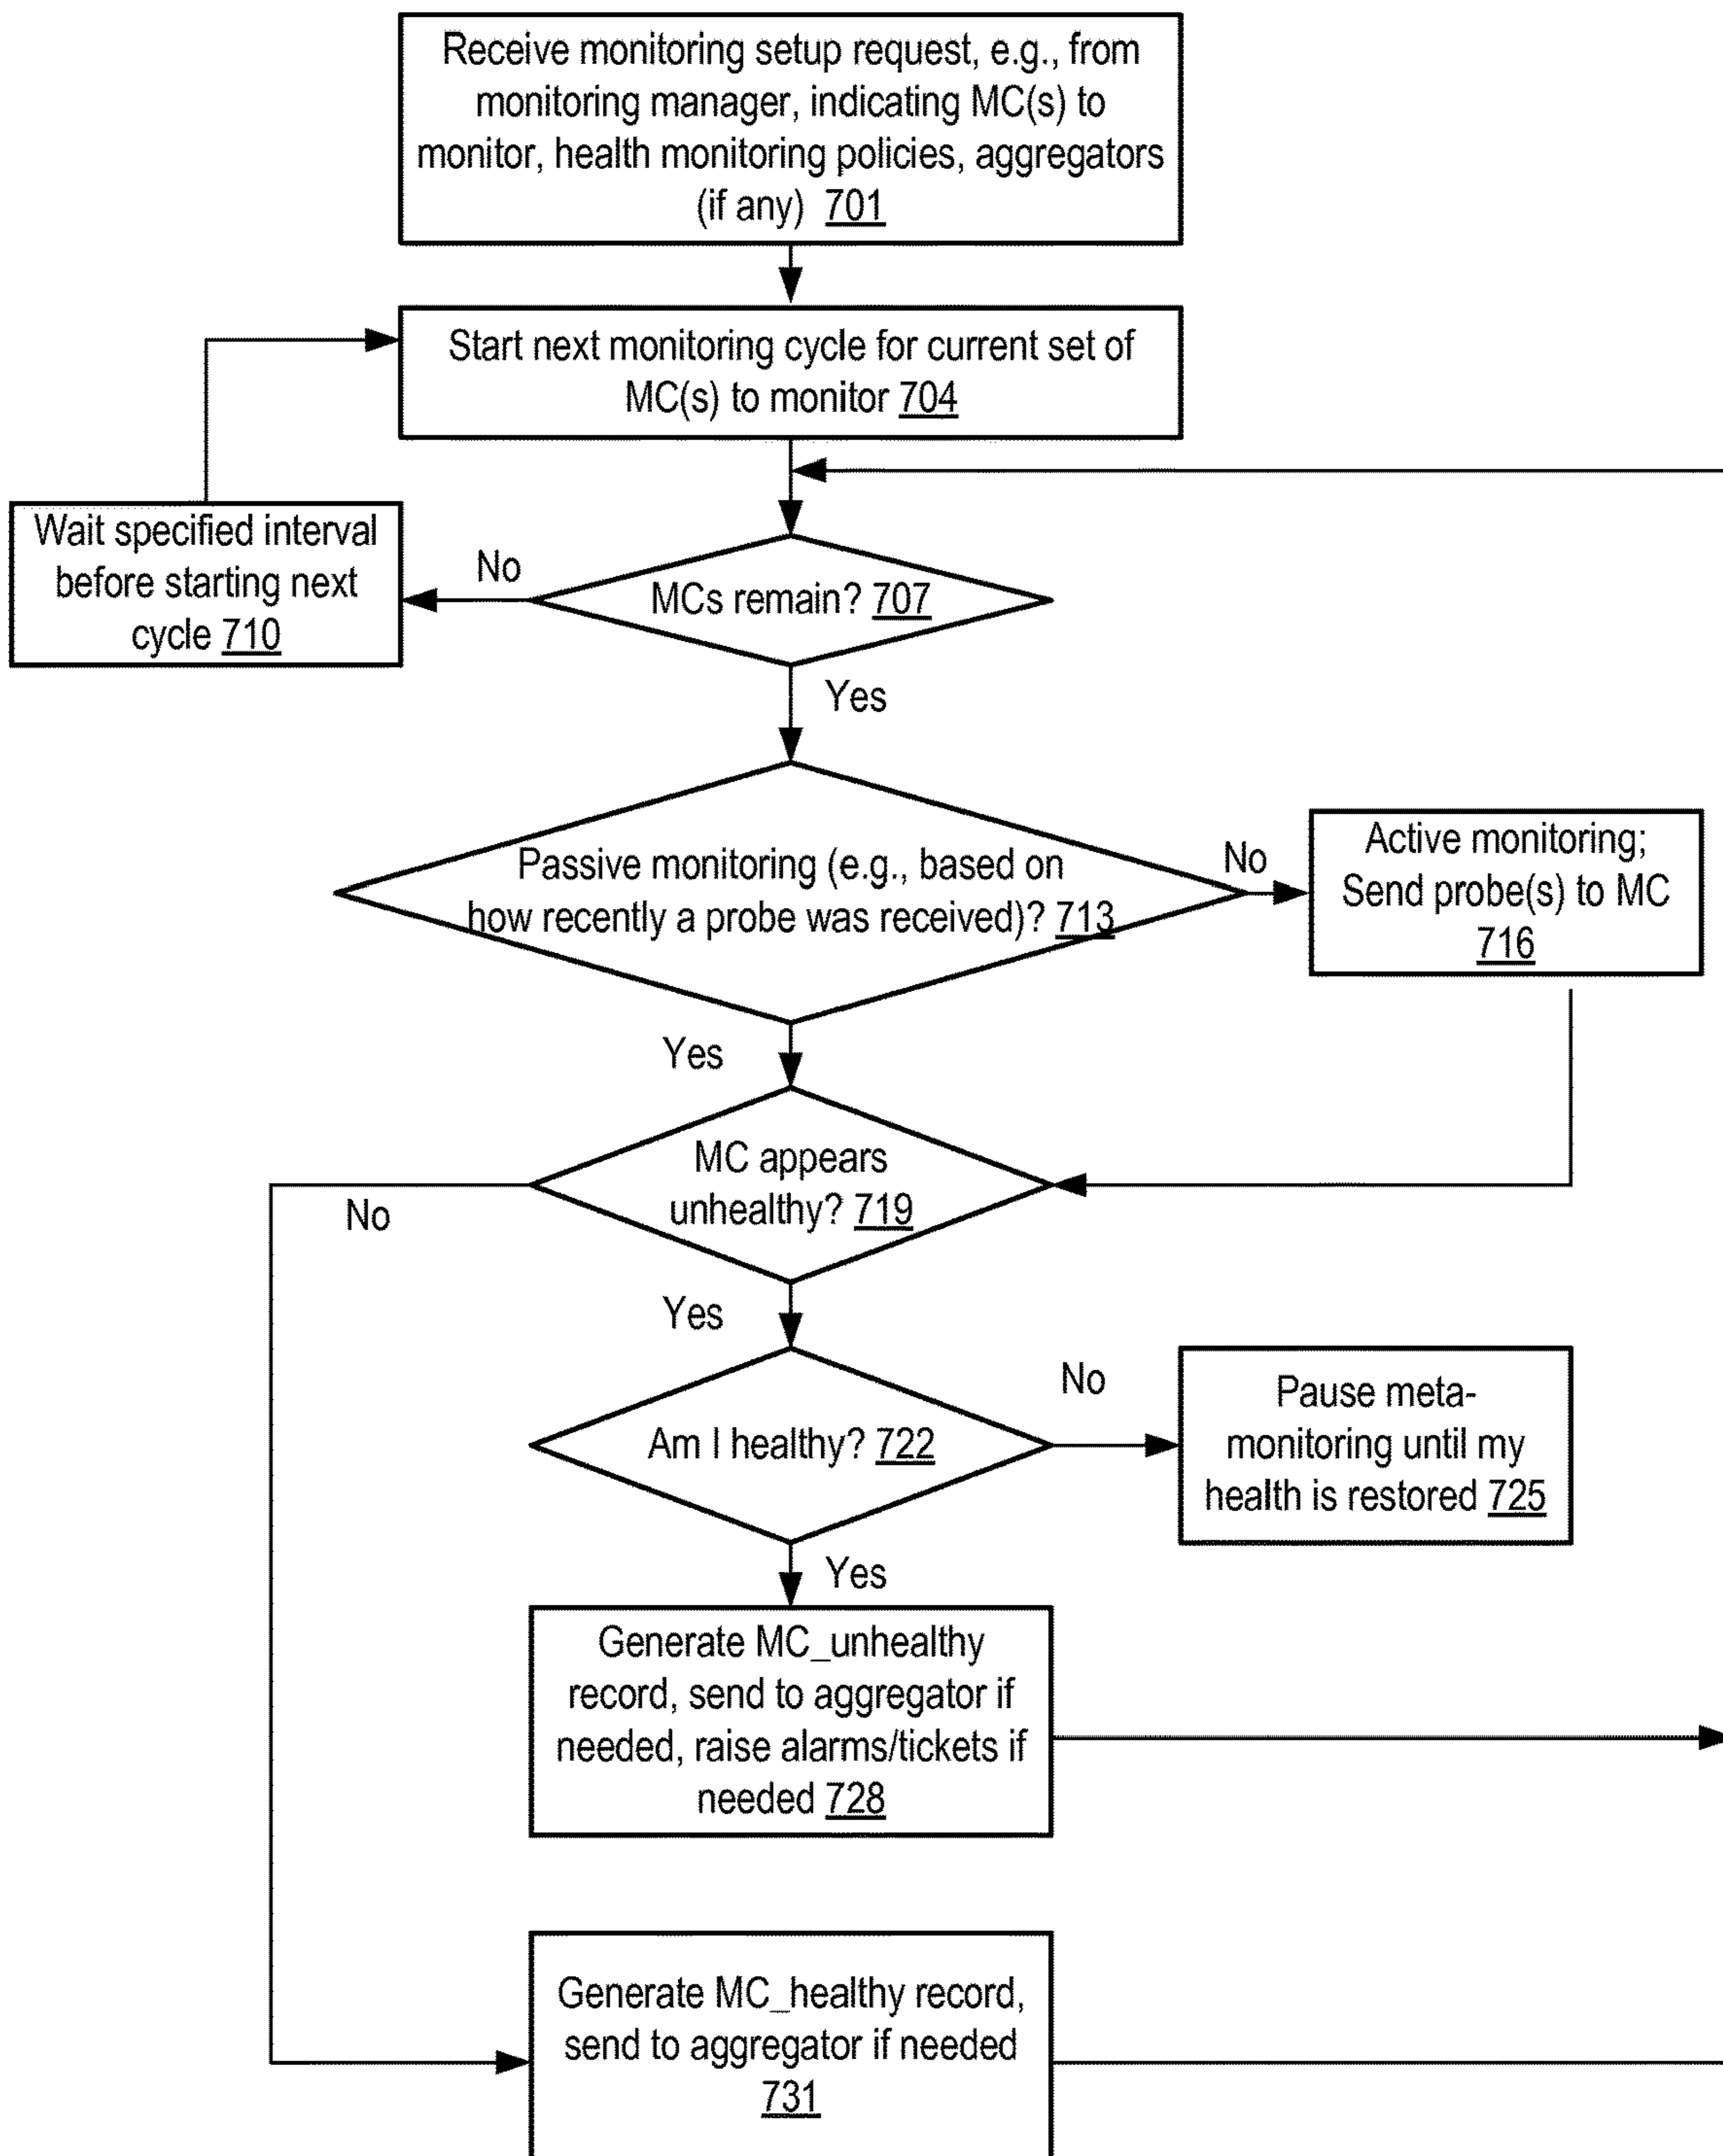 Receive monitoring setup request, e.g., from
monitoring manager, indicating MC(s) to
monitor, health monitoring policies, aggregators
(if any) 701
Start next monitoring cycle for current set of
MC(s) to monitor 704
Wait specified interval
before starting next
cycle 710
No
MCs remain? 707
Yes
Passive monitoring (e.g., based on
how recently a probe was received)? 713
No
Active monitoring;
Send probe(s) to MC
716
Yes
MC appears
unhealthy? 719
No
Yes
Am I healthy? 722
No
Pause meta-
monitoring until my
health is restored 725
Yes
Generate MC_unhealthy
record, send to aggregator if
needed, raise alarms/tickets if
needed 728
Generate MC_healthy record,
send to aggregator if needed
731